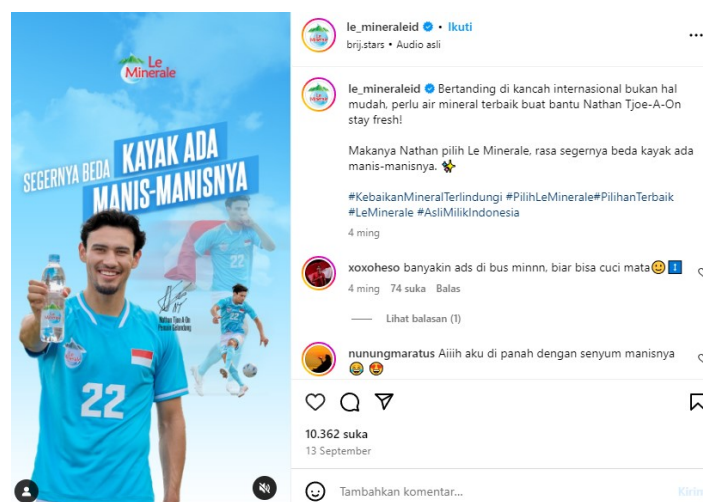 Le
Minerale
SEGERNYA BEDA KAYAK ADA
MANIS-MANISNYA
22
Nathan Tjoe-A-On
Pemain Gelandang
22
le_mineraleid • Ikuti
brij.stars • Audio asli
le_mineraleid Bertanding di kancah internasional bukan hal
mudah, perlu air mineral terbaik buat bantu Nathan Tjoe-A-On
stay fresh!
Makanya Nathan pilih Le Minerale, rasa segernya beda kayak ada
manis-manisnya.
#KebaikanMineralTerlindungi #PilihLeMinerale#PilihanTerbaik
#LeMinerale #AsliMilikIndonesia
4 ming
xoxoheso banyakin ads di bus minnn, biar bisa cuci mata
4 ming 74 suka Balas
Lihat balasan (1)
nunungmaratus Aiiih aku di panah dengan senyum manisnya
10.362 suka
13 September
Tambahkan komentar...
Kirim